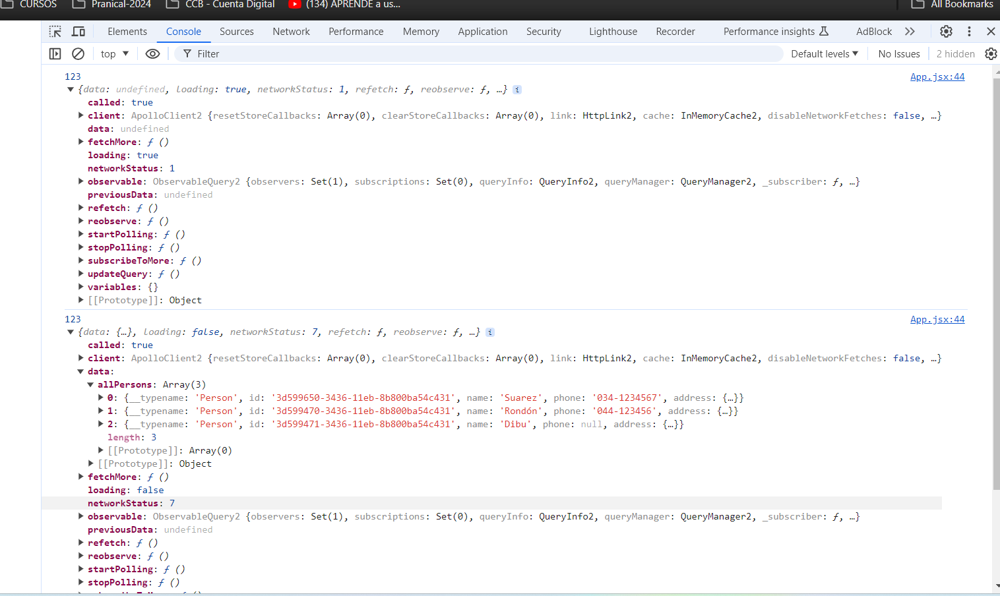 CURSOS Pranical-2024 CCB - Cuenta Digital (134) APRENDE a us... All Bookmarks
Elements Console Sources Network Performance Memory Application Security Lighthouse Recorder Performance insights AdBlock
top Filter Default levels No Issues 2 hidden
123 App.jsx:44
{data: undefined, loading: true, networkStatus: 1, refetch: ƒ, reobserve: ƒ, …} i
called: true
client: ApolloClient2 {resetStoreCallbacks: Array(0), clearStoreCallbacks: Array(0), link: HttpLink2, cache: InMemoryCache2, disableNetworkFetches: false, …}
data: undefined
fetchMore: ƒ ()
loading: true
networkStatus: 1
observable: ObservableQuery2 {observers: Set(1), subscriptions: Set(0), queryInfo: QueryInfo2, queryManager: QueryManager2, _subscriber: ƒ, …}
previousData: undefined
refetch: ƒ ()
reobserve: ƒ ()
startPolling: ƒ ()
stopPolling: ƒ ()
subscribeToMore: ƒ ()
updateQuery: ƒ ()
variables: {}
[[Prototype]]: Object
123 App.jsx:44
{data: {…}, loading: false, networkStatus: 7, refetch: ƒ, reobserve: ƒ, …} i
called: true
client: ApolloClient2 {resetStoreCallbacks: Array(0), clearStoreCallbacks: Array(0), link: HttpLink2, cache: InMemoryCache2, disableNetworkFetches: false, …}
data:
allPersons: Array(3)
0: {__typename: 'Person', id: '3d599650-3436-11eb-8b800ba54c431', name: 'Suarez', phone: '034-1234567', address: {…}}
1: {__typename: 'Person', id: '3d599470-3436-11eb-8b800ba54c431', name: 'Rondón', phone: '044-123456', address: {…}}
2: {__typename: 'Person', id: '3d599471-3436-11eb-8b800ba54c431', name: 'Dibu', phone: null, address: {…}}
length: 3
[[Prototype]]: Array(0)
[[Prototype]]: Object
fetchMore: ƒ ()
loading: false
networkStatus: 7
observable: ObservableQuery2 {observers: Set(1), subscriptions: Set(0), queryInfo: QueryInfo2, queryManager: QueryManager2, _subscriber: ƒ, …}
previousData: undefined
refetch: ƒ ()
reobserve: ƒ ()
startPolling: ƒ ()
stopPolling: ƒ ()